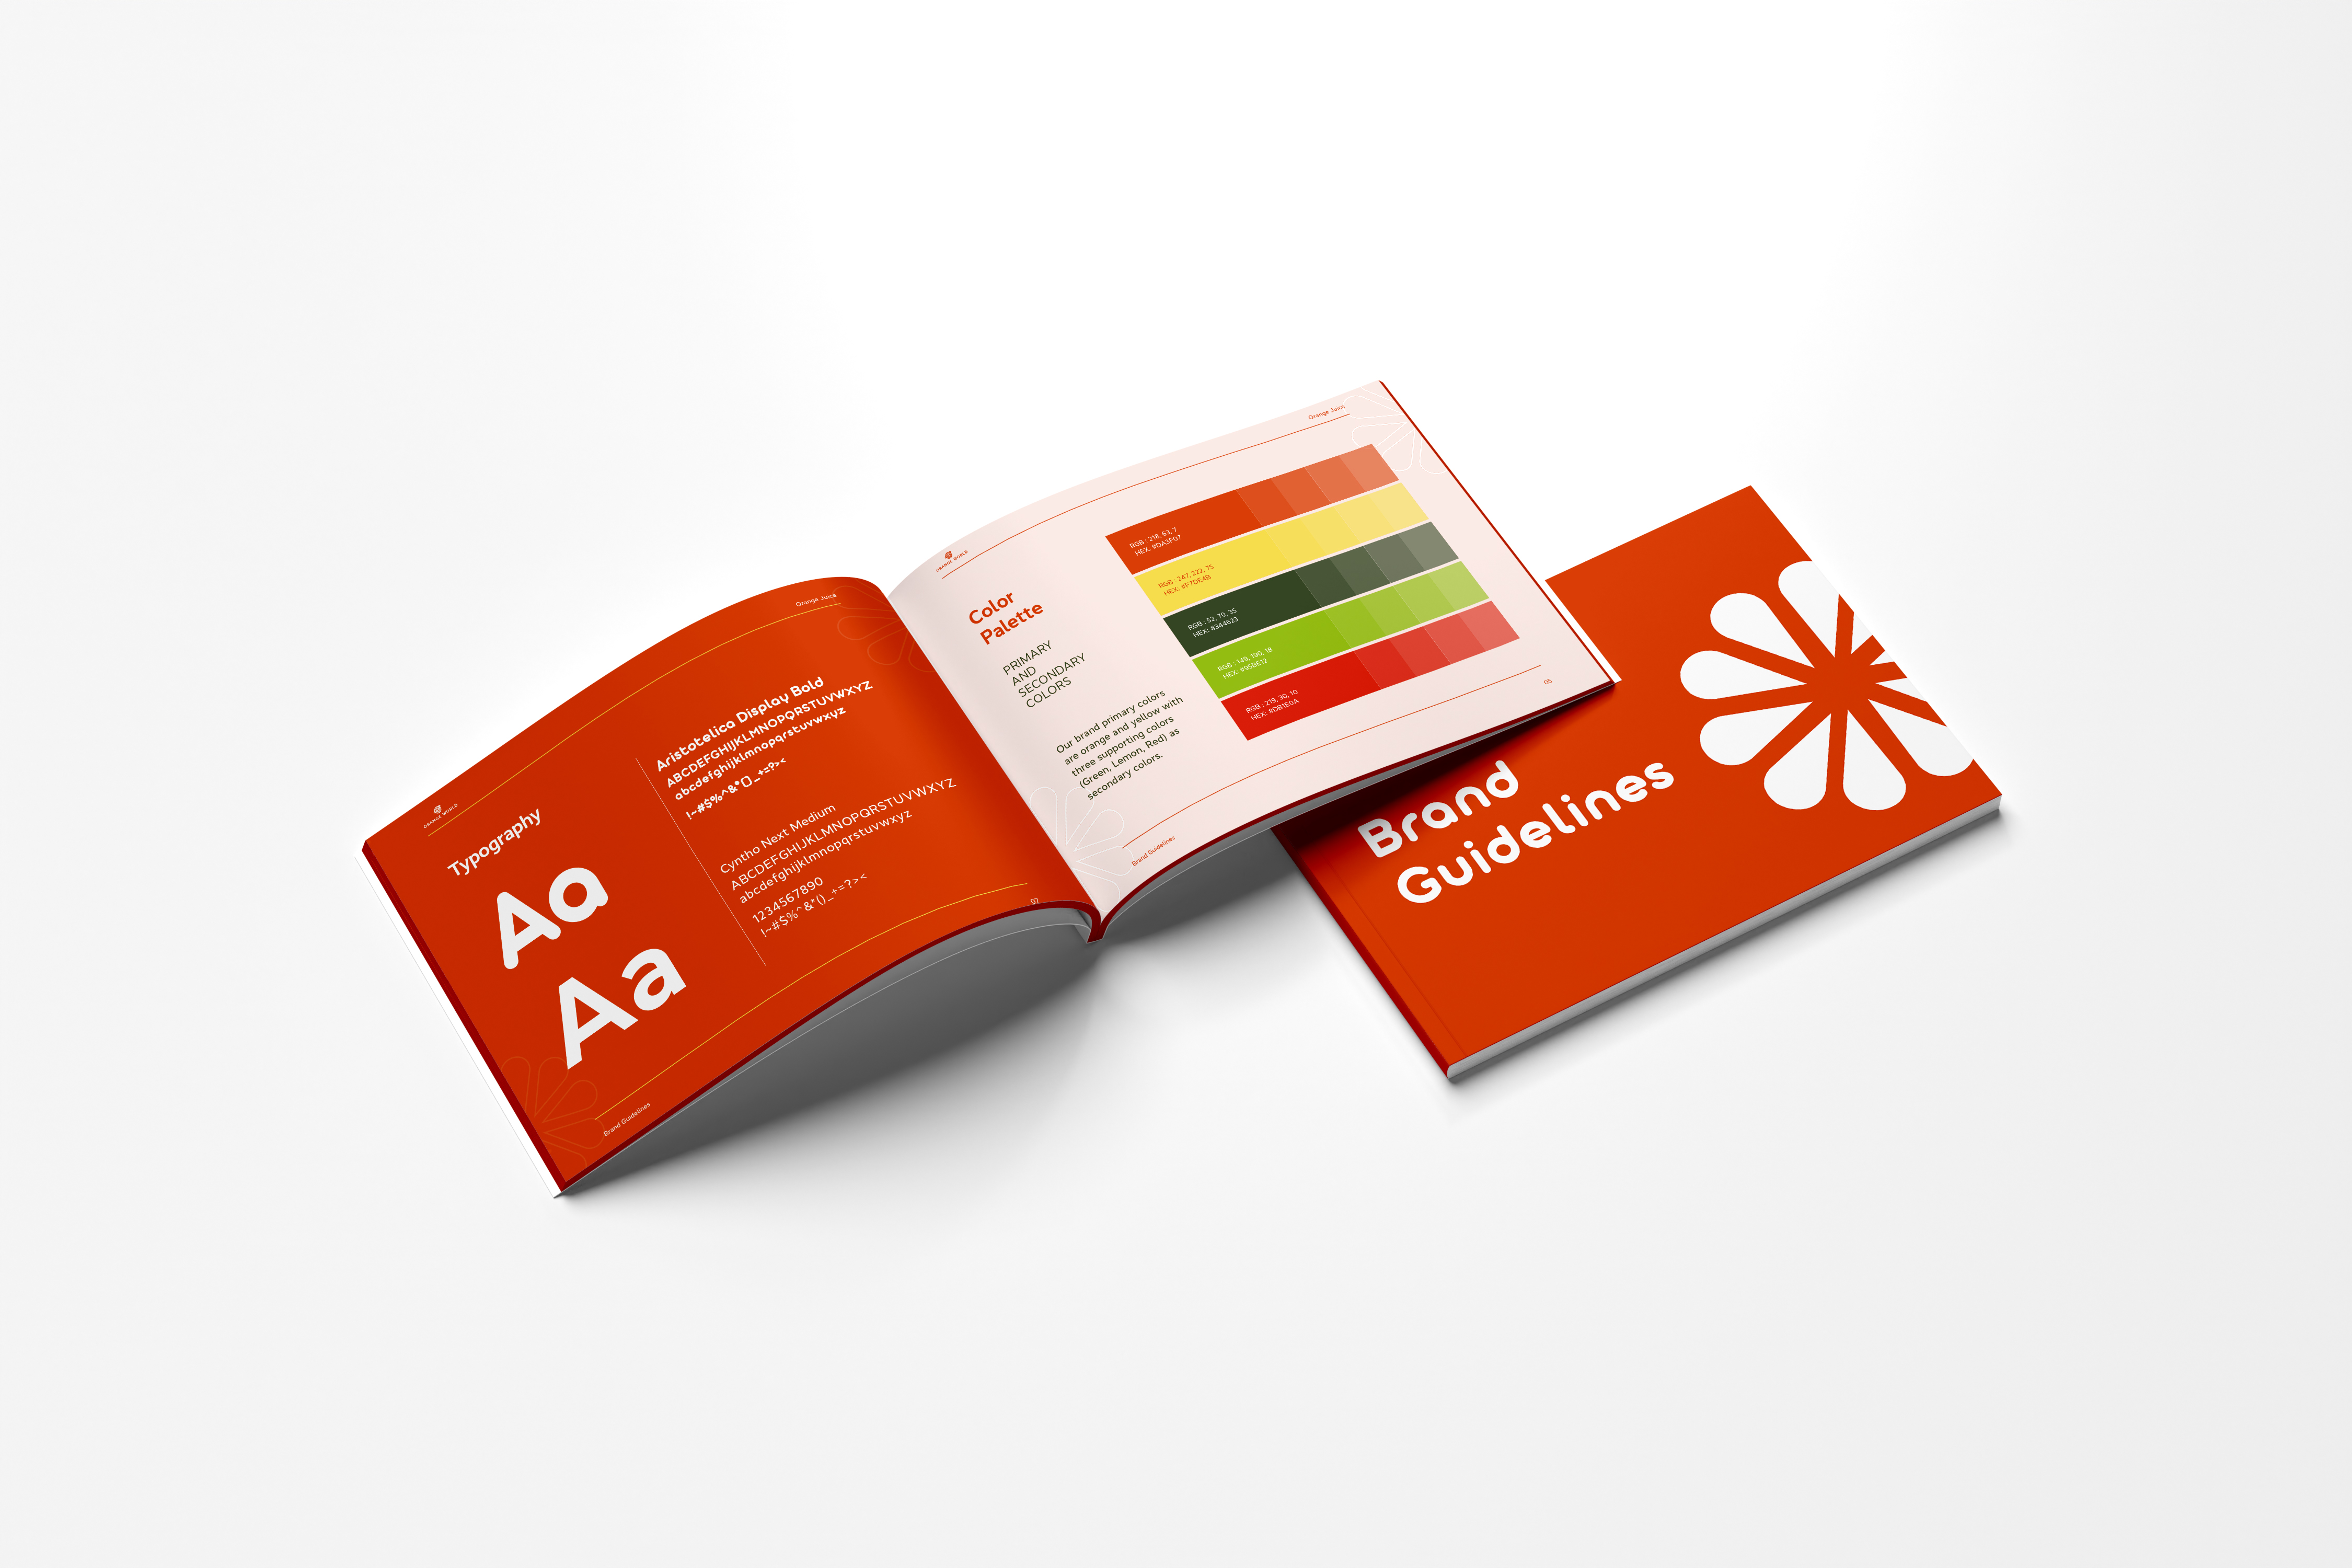 ORANGE WORLD
Orange Juice
Typography
Aa
Aa
Aristotelica Display Bold
ABCDEFGHIJKLMNOPQRSTUVWXYZ
abcdefghijklmnopqrstuvwxyz
!~#$%^&*()_+=?><
Cyntho Next Medium
ABCDEFGHIJKLMNOPQRSTUVWXYZ
abcdefghijklmnopqrstuvwxyz
1234567890
!~#$%^&*()_+=?><
Brand Guidelines
07
ORANGE WORLD
Orange Juice
Color
Palette
PRIMARY
AND
SECONDARY
COLORS
Our brand primary colors
are orange and yellow with
three supporting colors
(Green, Lemon, Red) as
secondary colors.
RGB : 218, 63, 7
HEX: #DA3F07
RGB : 247, 222, 75
HEX: #F7DE4B
RGB : 52, 70, 35
HEX: #344623
RGB : 149, 190, 18
HEX: #95BE12
RGB : 219, 30, 10
HEX: #DB1E0A
Brand Guidelines
05
Brand
Guidelines